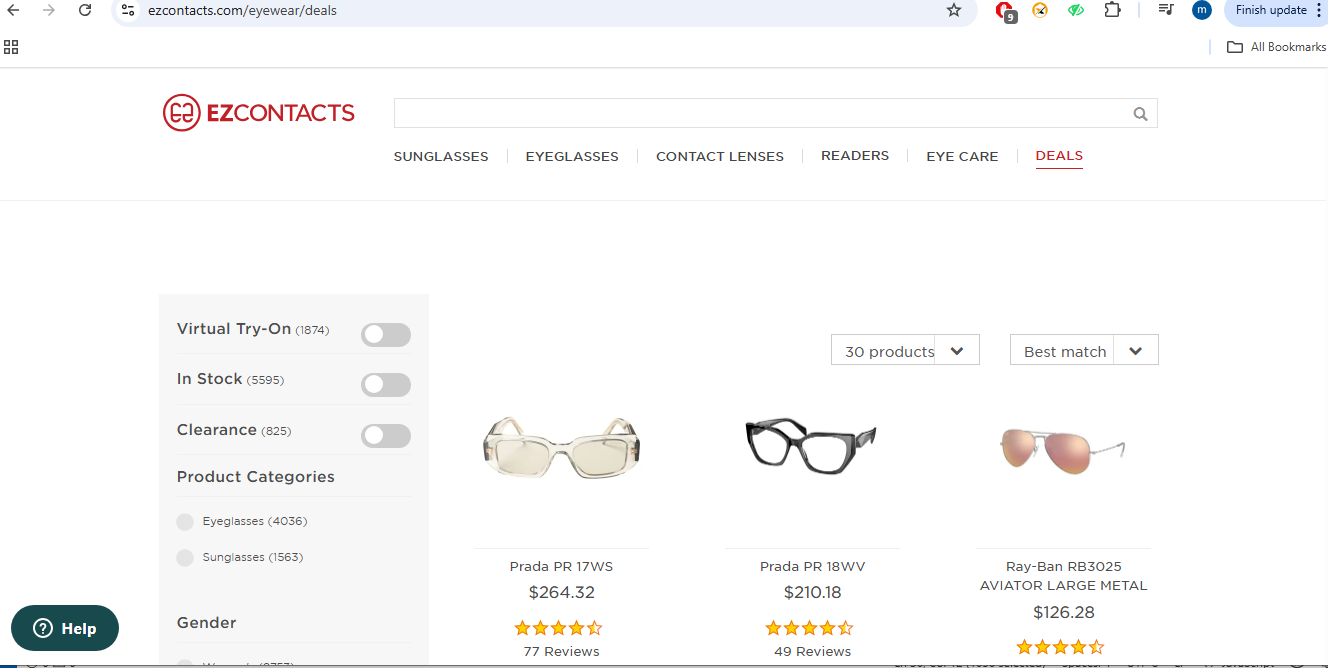 ezcontacts.com/eyewear/deals
9
m
Finish update
All Bookmarks
EZCONTACTS
SUNGLASSES
EYEGLASSES
CONTACT LENSES
READERS
EYE CARE
DEALS
Virtual Try-On (1874)
In Stock (5595)
Clearance (825)
Product Categories
Eyeglasses (4036)
Sunglasses (1563)
Gender
30 products
Best match
Prada PR 17WS
$264.32
77 Reviews
Prada PR 18WV
$210.18
49 Reviews
Ray-Ban RB3025
AVIATOR LARGE METAL
$126.28
Help